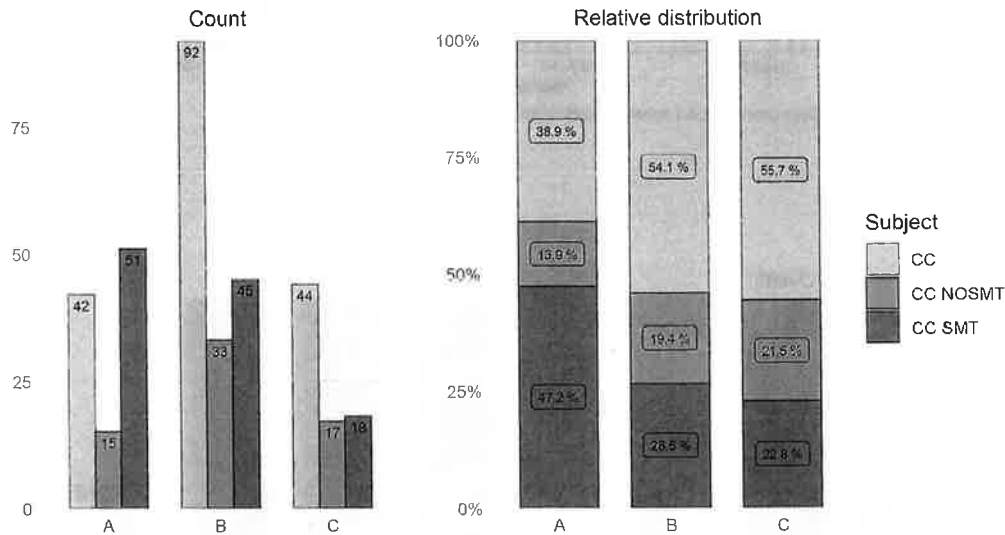 Count
92
75
50
51
42
45
44
33
25
15
17
18
0
A
B
C
Relative distribution
100%
38.9 %
75%
54.1 %
55.7 %
13.9 %
50%
19.4 %
21.5 %
25%
47.2 %
26.5 %
22.8 %
0%
A
B
C
Subject
CC
CC NOSMT
CC SMT